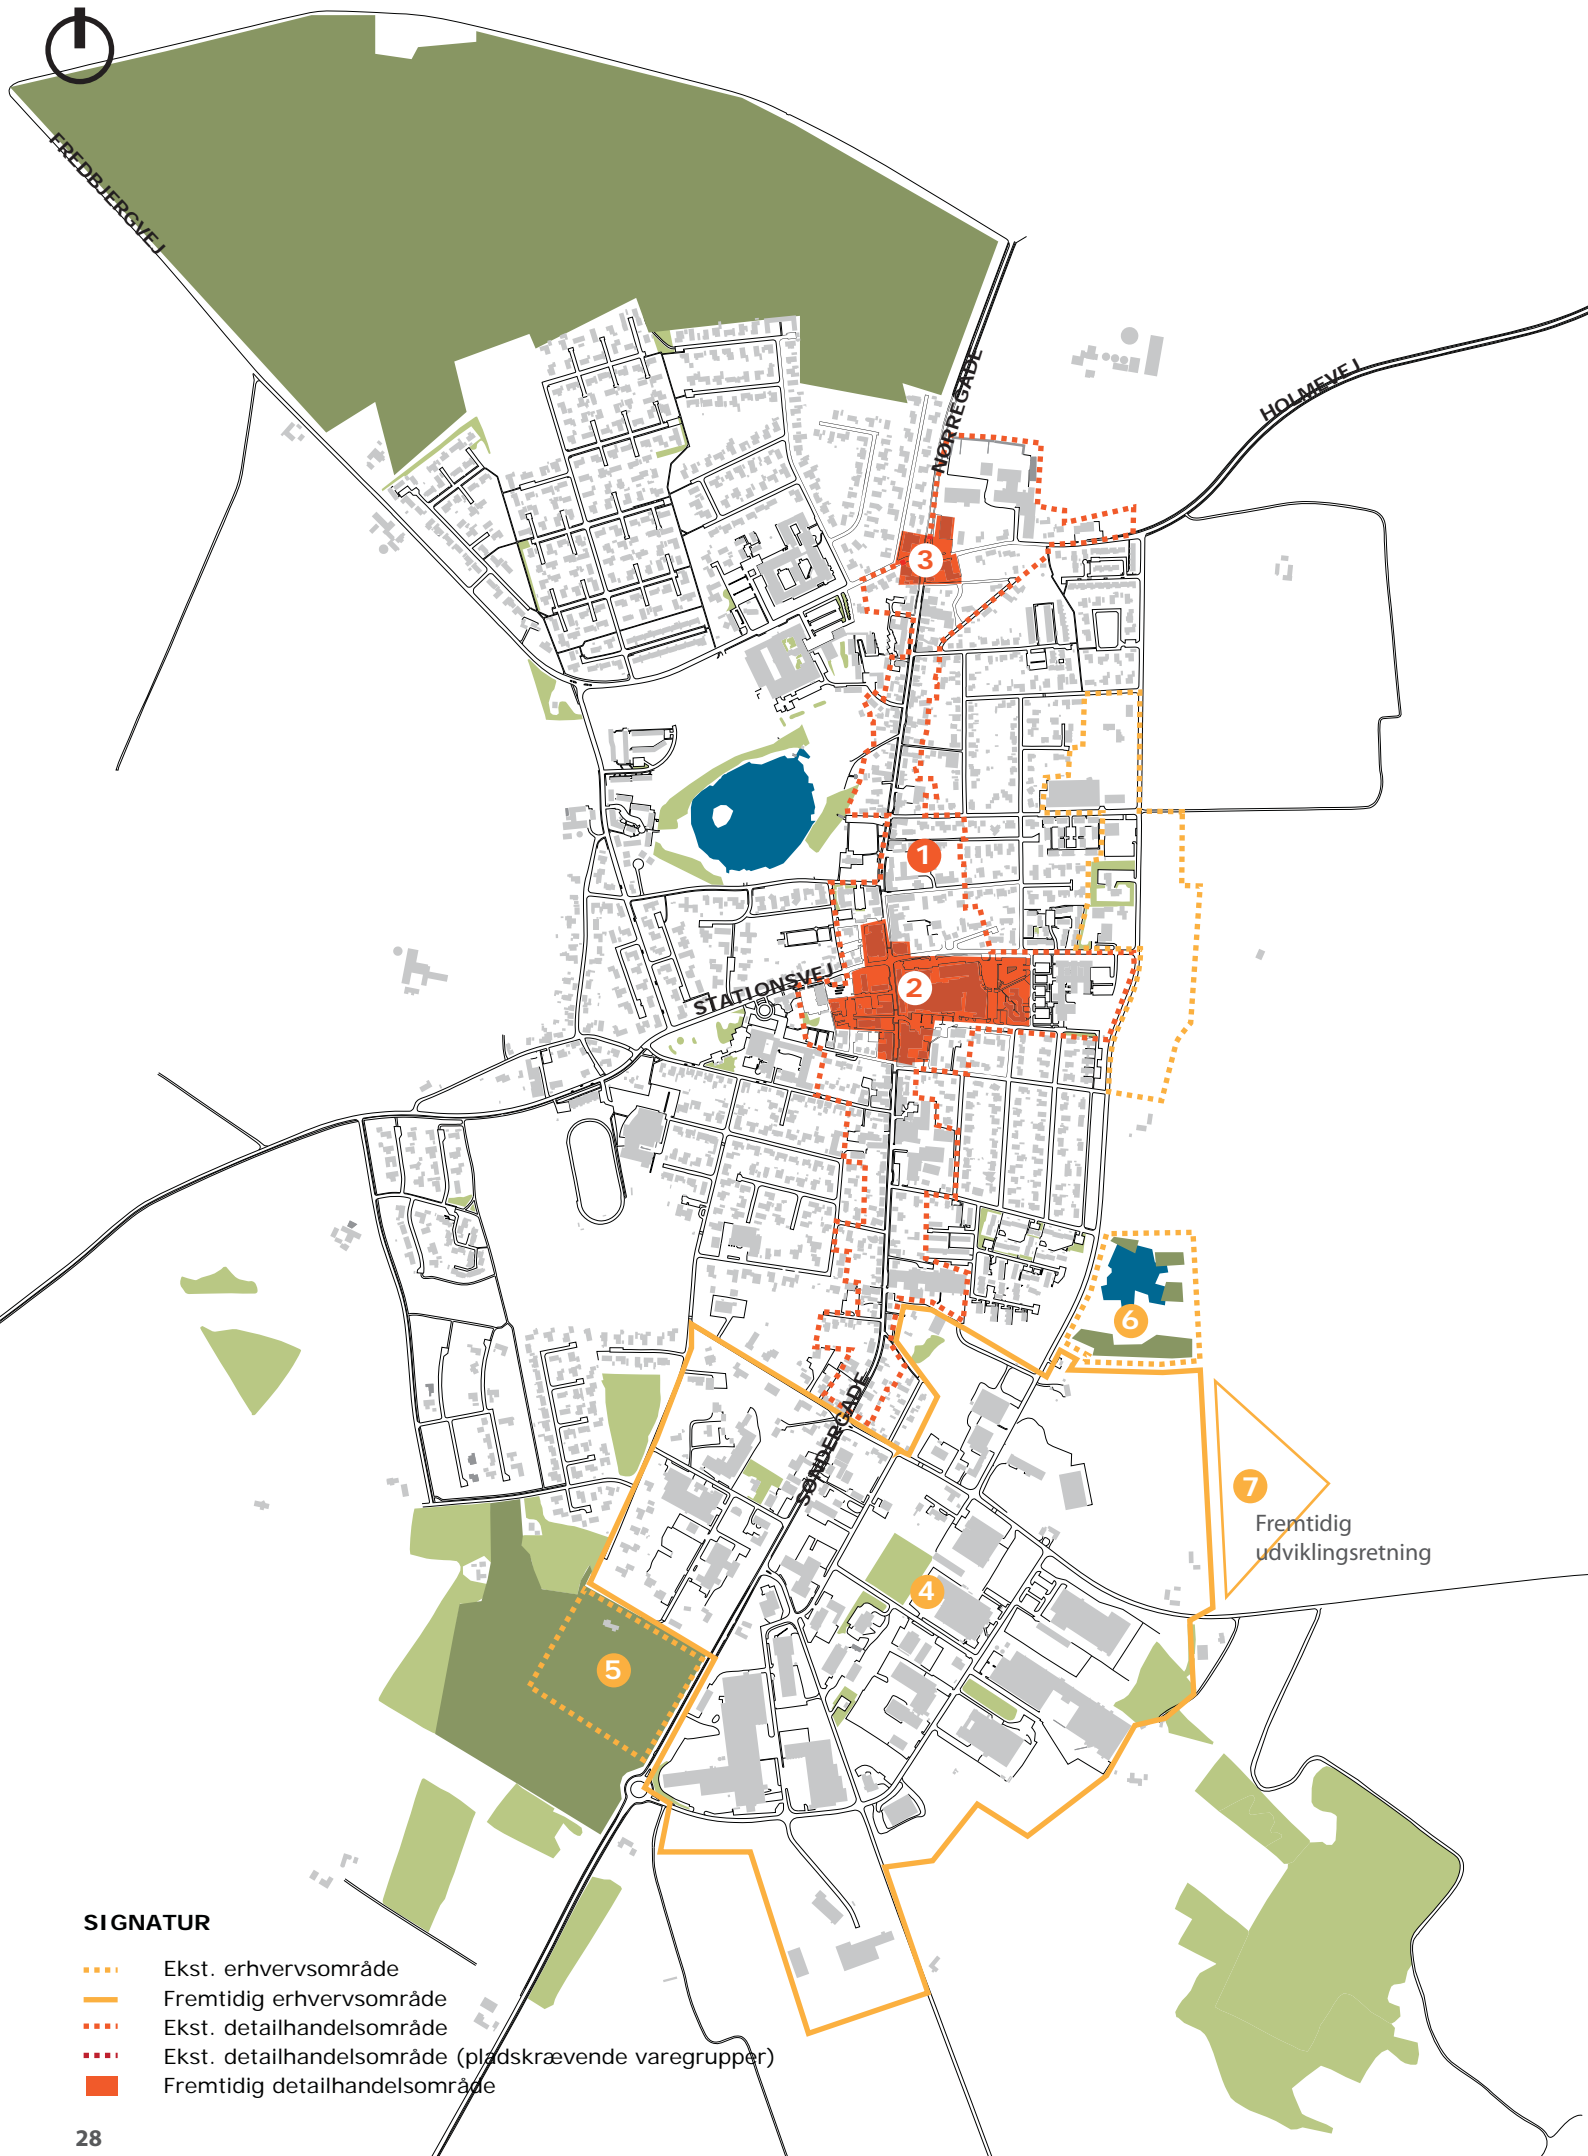 FREDBJERGVEJ
NØRREGADE
HOLMEVEJ
3
1
STATIONSVEJ
2
6
SØNDERGADE
7
Fremtidig
udviklingsretning
4
5
SIGNATUR
Ekst. erhvervsområde
Fremtidig erhvervsområde
Ekst. detailhandelsområde
Ekst. detailhandelsområde (pladskrævende varegrupper)
Fremtidig detailhandelsområde
28